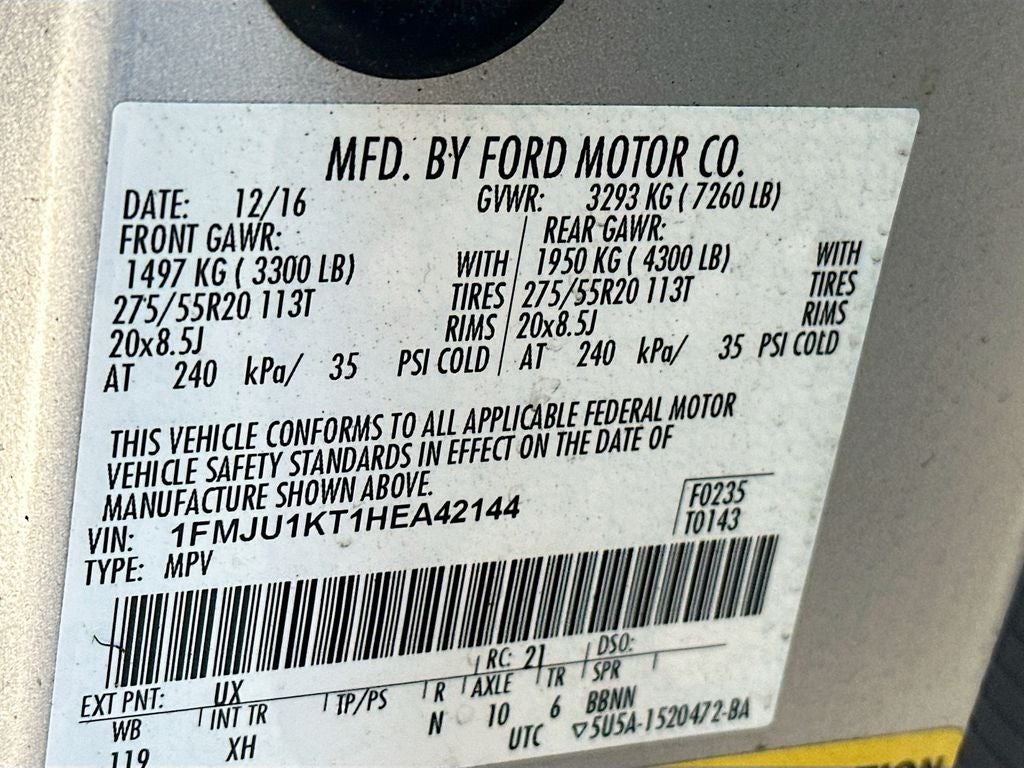 MFD. BY FORD MOTOR CO.
DATE: 12/16 GVWR: 3293 KG ( 7260 LB)
FRONT GAWR: REAR GAWR:
1497 KG ( 3300 LB) WITH 1950 KG ( 4300 LB) WITH
275/55R20 113T TIRES 275/55R20 113T TIRES
20x8.5J RIMS 20x8.5J RIMS
AT 240 kPa/ 35 PSI COLD AT 240 kPa/ 35 PSI COLD
THIS VEHICLE CONFORMS TO ALL APPLICABLE FEDERAL MOTOR
VEHICLE SAFETY STANDARDS IN EFFECT ON THE DATE OF
MANUFACTURE SHOWN ABOVE.
VIN: 1FMJU1KT1HEA42144 F0235
TYPE: MPV T0143
EXT PNT: UX RC: 21 DSO:
WB INT TR TP/PS R AXLE TR SPR
119 XH N 10 6 BBNN
UTC ▽5U5A-1520472-BA